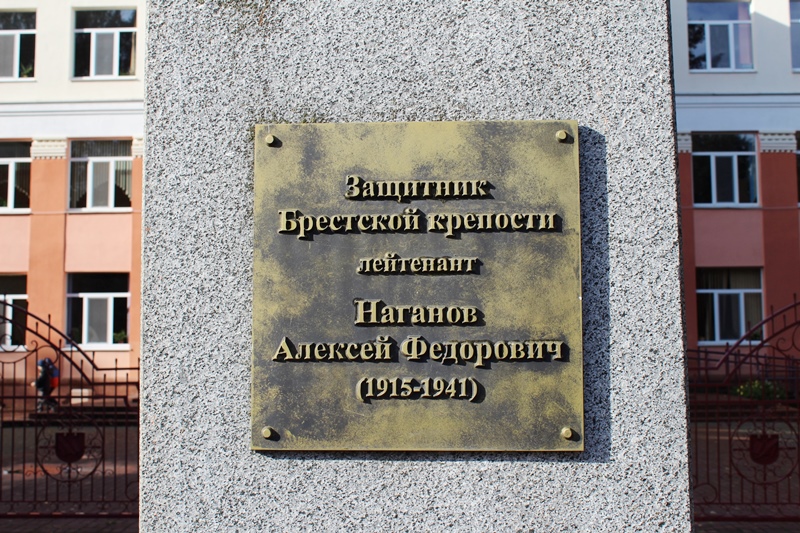 Защитник
Брестской крепости
лейтенант
Наганов
Алексей Федорович
(1915-1941)